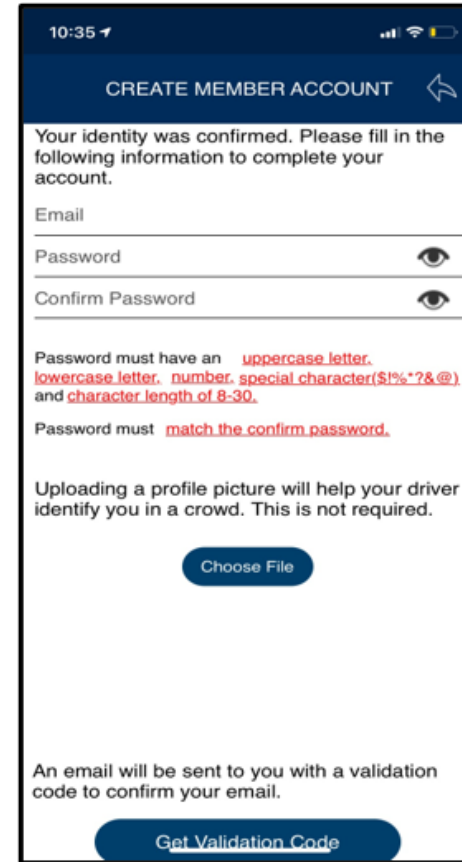 10:35
CREATE MEMBER ACCOUNT
Your identity was confirmed. Please fill in the
following information to complete your
account.
Email
Password
Confirm Password
Password must have an uppercase letter,
lowercase letter, number, special character($!%*?&@)
and character length of 8-30.
Password must match the confirm password.
Uploading a profile picture will help your driver
identify you in a crowd. This is not required.
Choose File
An email will be sent to you with a validation
code to confirm your email.
Get Validation Code